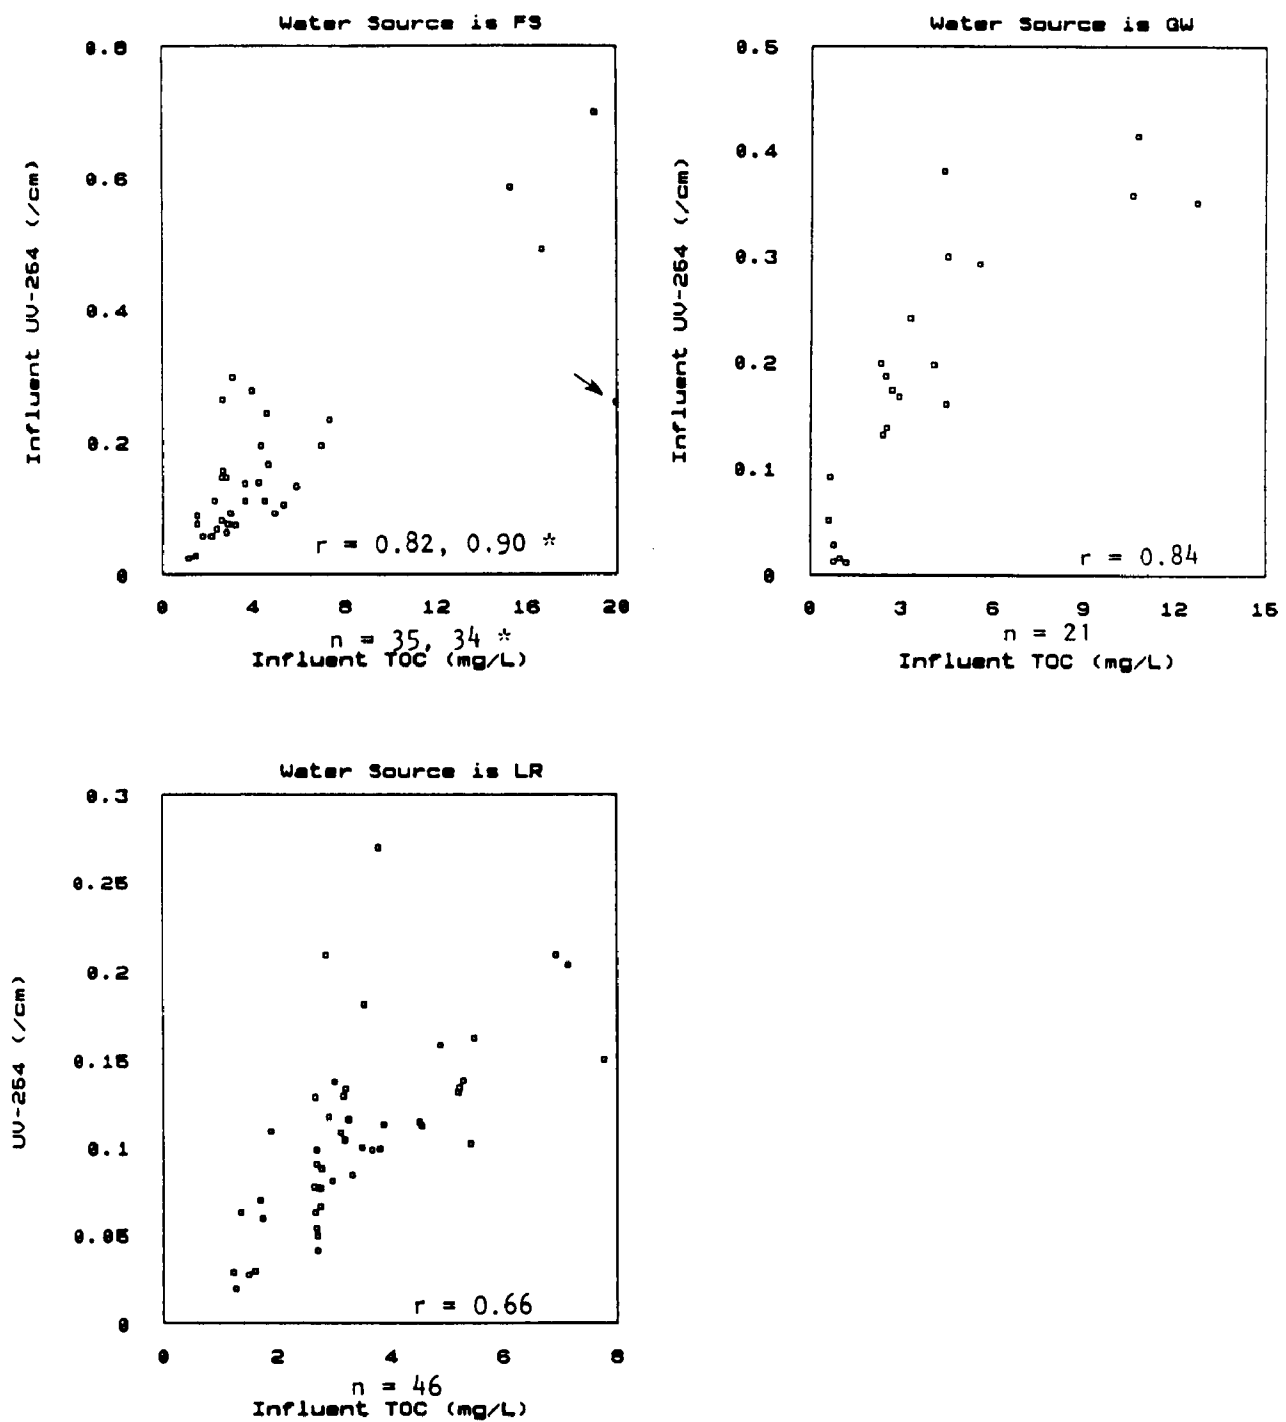 Water Source is FS
0.8
0.6
0.4
0.2
0
Influent UV-254 (/cm)
r = 0.82, 0.90 *
0 4 8 12 16 20
n = 35, 34 *
Influent TOC (mg/L)
Water Source is GW
0.5
0.4
0.3
0.2
0.1
0
Influent UV-254 (/cm)
r = 0.84
0 3 6 9 12 15
n = 21
Influent TOC (mg/L)
Water Source is LR
0.3
0.25
0.2
0.15
0.1
0.05
0
UV-254 (/cm)
r = 0.66
0 2 4 6 8
n = 46
Influent TOC (mg/L)